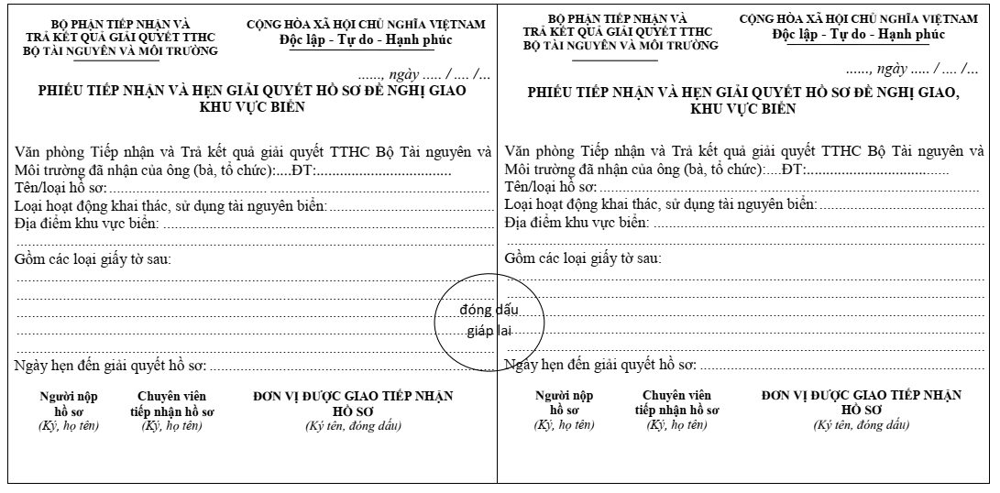 BỘ PHẬN TIẾP NHẬN VÀ
TRẢ KẾT QUẢ GIẢI QUYẾT TTHC
BỘ TÀI NGUYÊN VÀ MÔI TRƯỜNG
CỘNG HÒA XÃ HỘI CHỦ NGHĨA VIỆTNAM
Độc lập - Tự do - Hạnh phúc
......, ngày ..... / .... /...
PHIẾU TIẾP NHẬN VÀ HẸN GIẢI QUYẾT HỒ SƠ ĐỀ NGHỊ GIAO
KHU VỰC BIỂN
Văn phòng Tiếp nhận và Trả kết quả giải quyết TTHC Bộ Tài nguyên và
Môi trường đã nhận của ông (bà, tổ chức):....ĐT:.....................................
Tên/loại hồ sơ:..........................................................................................
Loại hoạt động khai thác, sử dụng tài nguyên biển:.....................................
Địa điểm khu vực biển: ..............................................................................
Gồm các loại giấy tờ sau:
Ngày hẹn đến giải quyết hồ sơ: ..................................................................
Người nộp
hồ sơ
(Ký, họ tên)
Chuyên viên
tiếp nhận hồ sơ
(Ký, họ tên)
ĐƠN VỊ ĐƯỢC GIAO TIẾP NHẬN
HỒ SƠ
(Ký tên, đóng dấu)
đóng dấu
giáp lai
BỘ PHẬN TIẾP NHẬN VÀ
TRẢ KẾT QUẢ GIẢI QUYẾT TTHC
BỘ TÀI NGUYÊN VÀ MÔI TRƯỜNG
CỘNG HÒA XÃ HỘI CHỦ NGHĨA VIỆTNAM
Độc lập - Tự do - Hạnh phúc
......, ngày ..... / .... /...
PHIẾU TIẾP NHẬN VÀ HẸN GIẢI QUYẾT HỒ SƠ ĐỀ NGHỊ GIAO,
KHU VỰC BIỂN
Văn phòng Tiếp nhận và Trả kết quả giải quyết TTHC Bộ Tài nguyên và
Môi trường đã nhận của ông (bà, tổ chức):....ĐT:.......................................
Tên/loại hồ sơ:..........................................................................................
Loại hoạt động khai thác, sử dụng tài nguyên biển:.....................................
Địa điểm khu vực biển: ..............................................................................
Gồm các loại giấy tờ sau:
Ngày hẹn đến giải quyết hồ sơ: ..................................................................
Người nộp
hồ sơ
(Ký, họ tên)
Chuyên viên
tiếp nhận hồ sơ
(Ký, họ tên)
ĐƠN VỊ ĐƯỢC GIAO TIẾP NHẬN
HỒ SƠ
(Ký tên, đóng dấu)